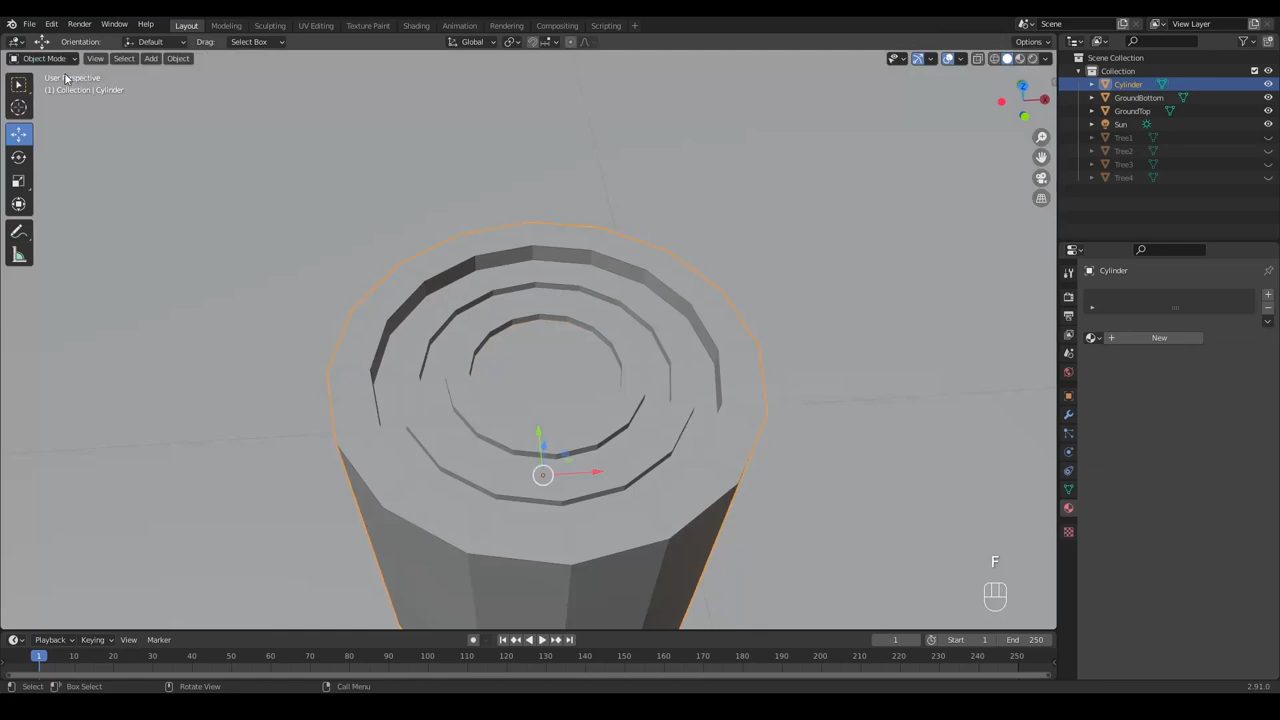 File Edit Render Window Help Layout Modeling Sculpting UV Editing Texture Paint Shading Animation Rendering Compositing Scripting + Scene View Layer
Orientation: Default Drag: Select Box Global Options
Object Mode View Select Add Object
User Perspective
(1) Collection | Cylinder
Scene Collection
Collection
Cylinder
GroundBottom
GroundTop
Sun
Tree1
Tree2
Tree3
Tree4
Z
X
Cylinder
New
F
Playback Keying View Marker 1 Start 1 End 250
1 10 20 30 40 50 60 70 80 90 100 110 120 130 140 150 160 170 180 190 200 210 220 230 240 250
Select Box Select Rotate View Call Menu 2.91.0